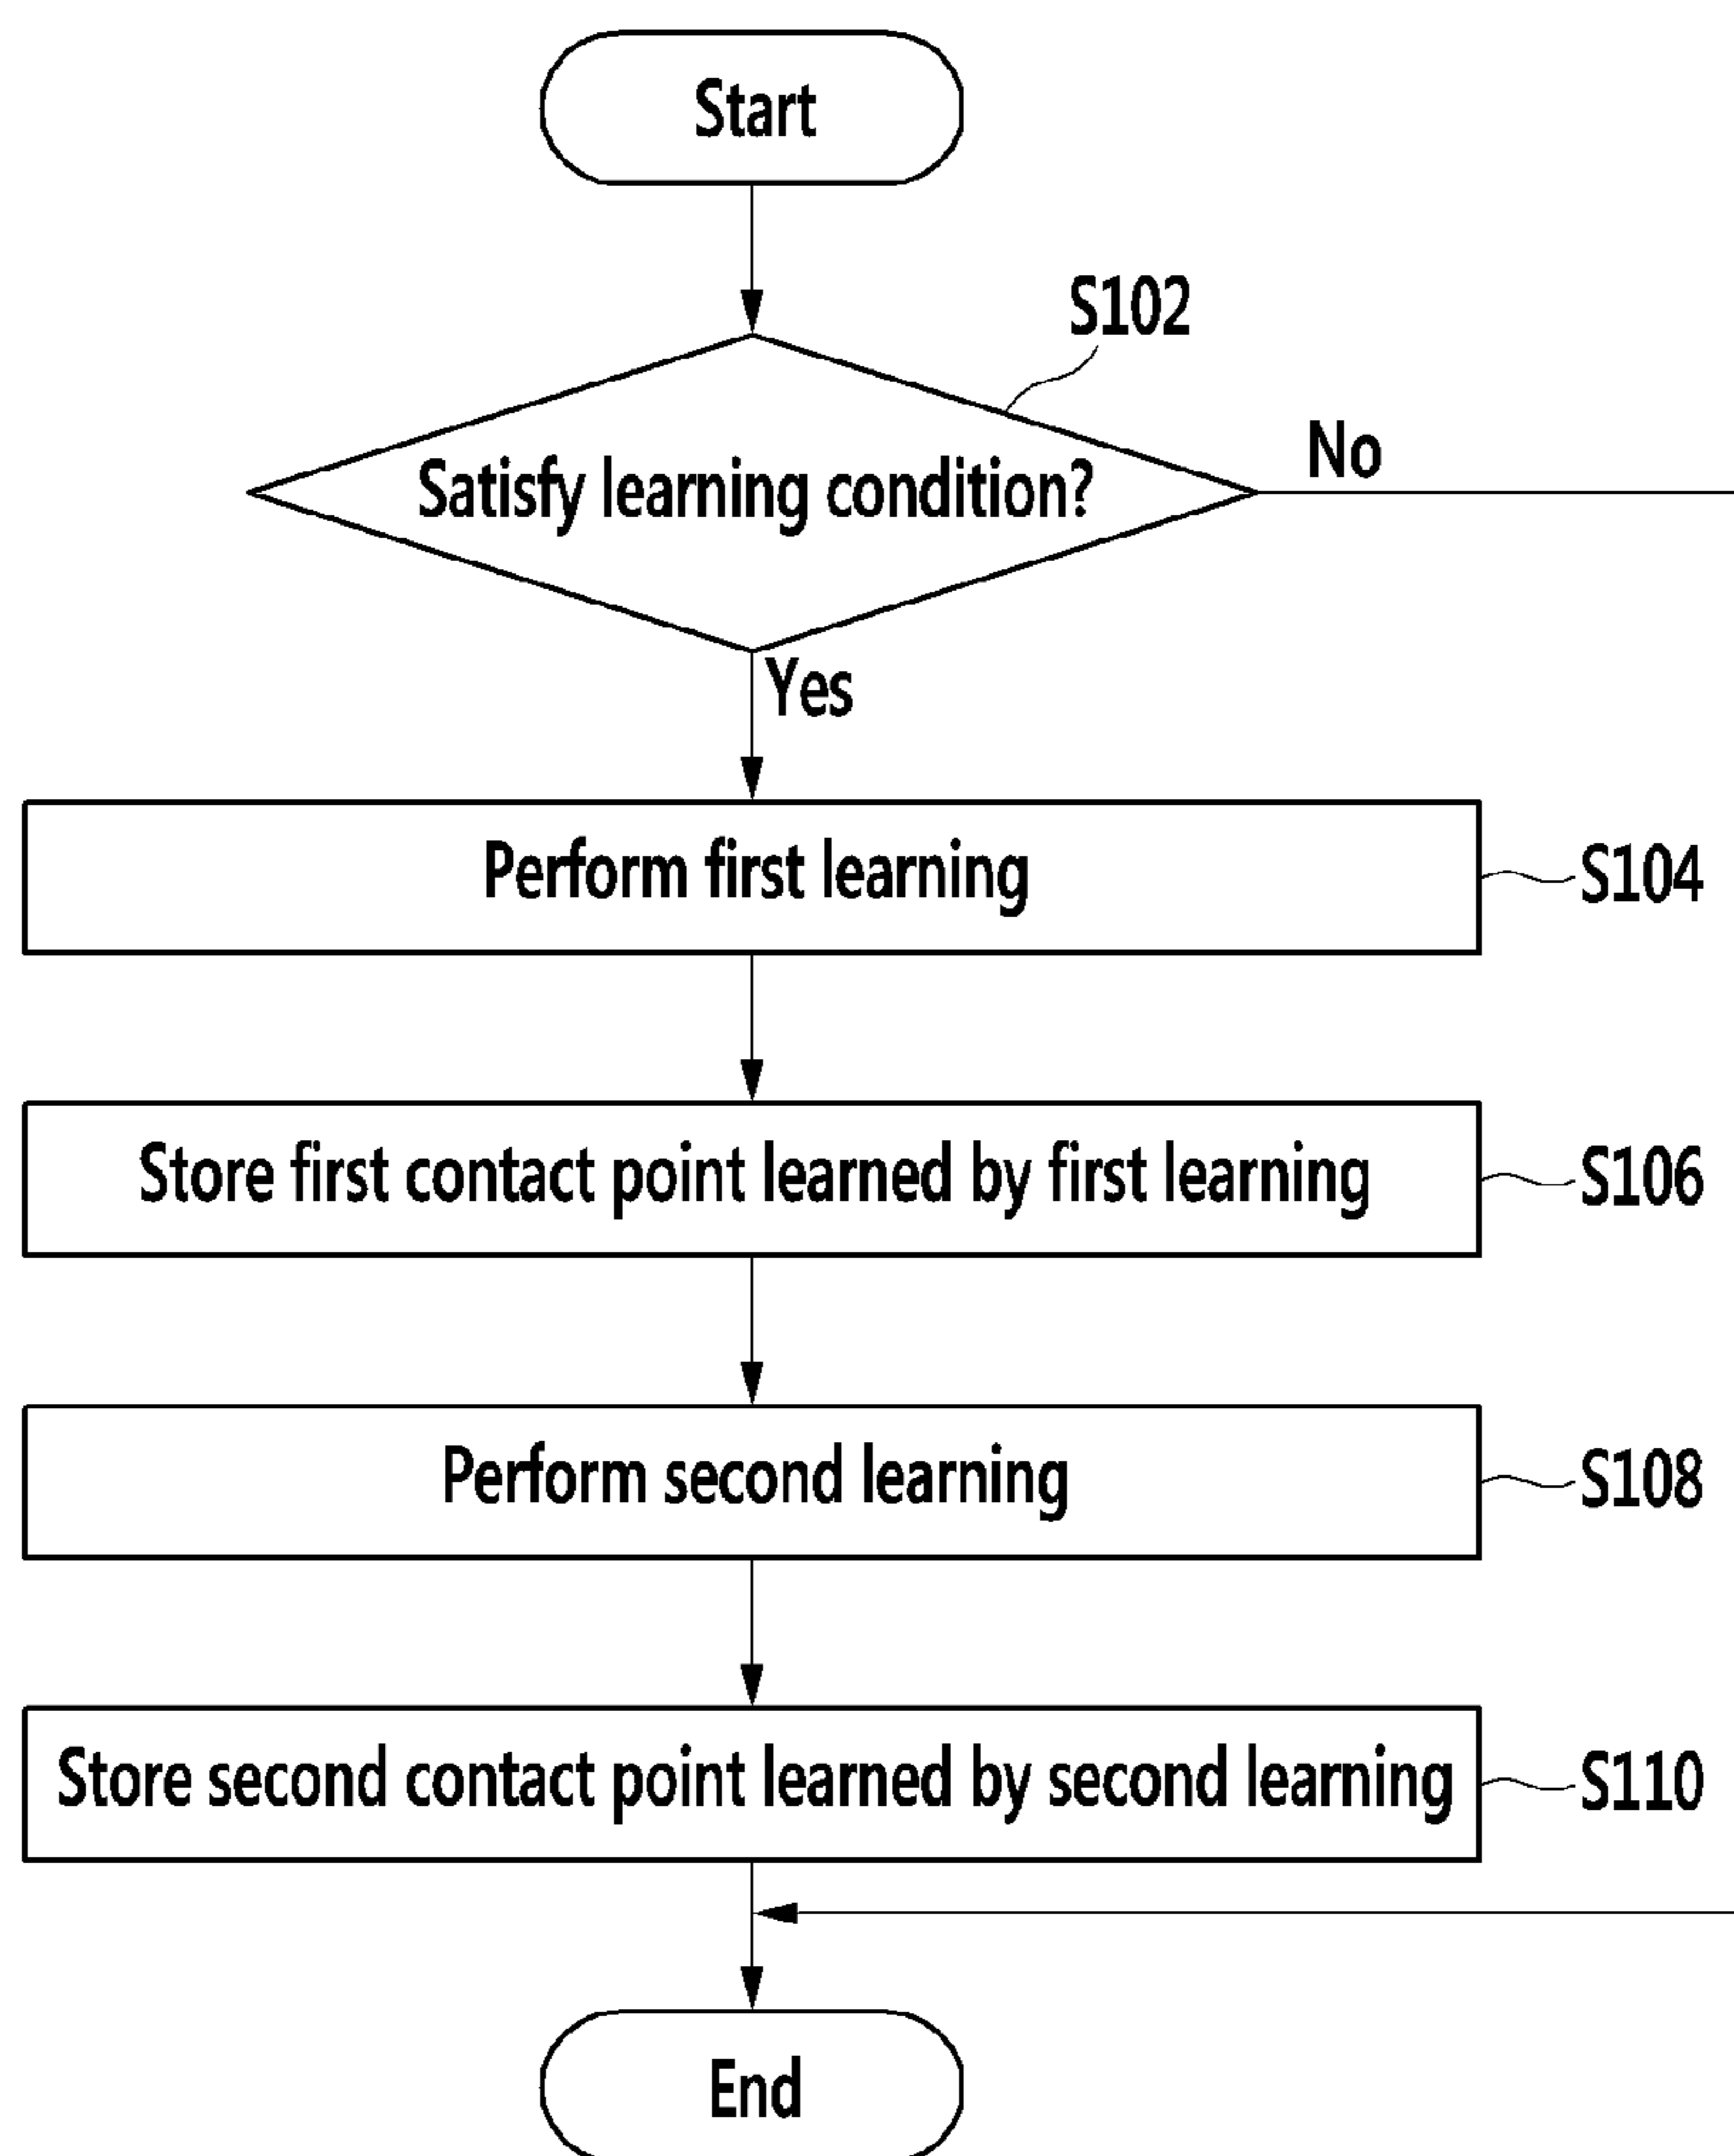 Start
S102
Satisfy learning condition?
No
Yes
Perform first learning
S104
Store first contact point learned by first learning
S106
Perform second learning
S108
Store second contact point learned by second learning
S110
End